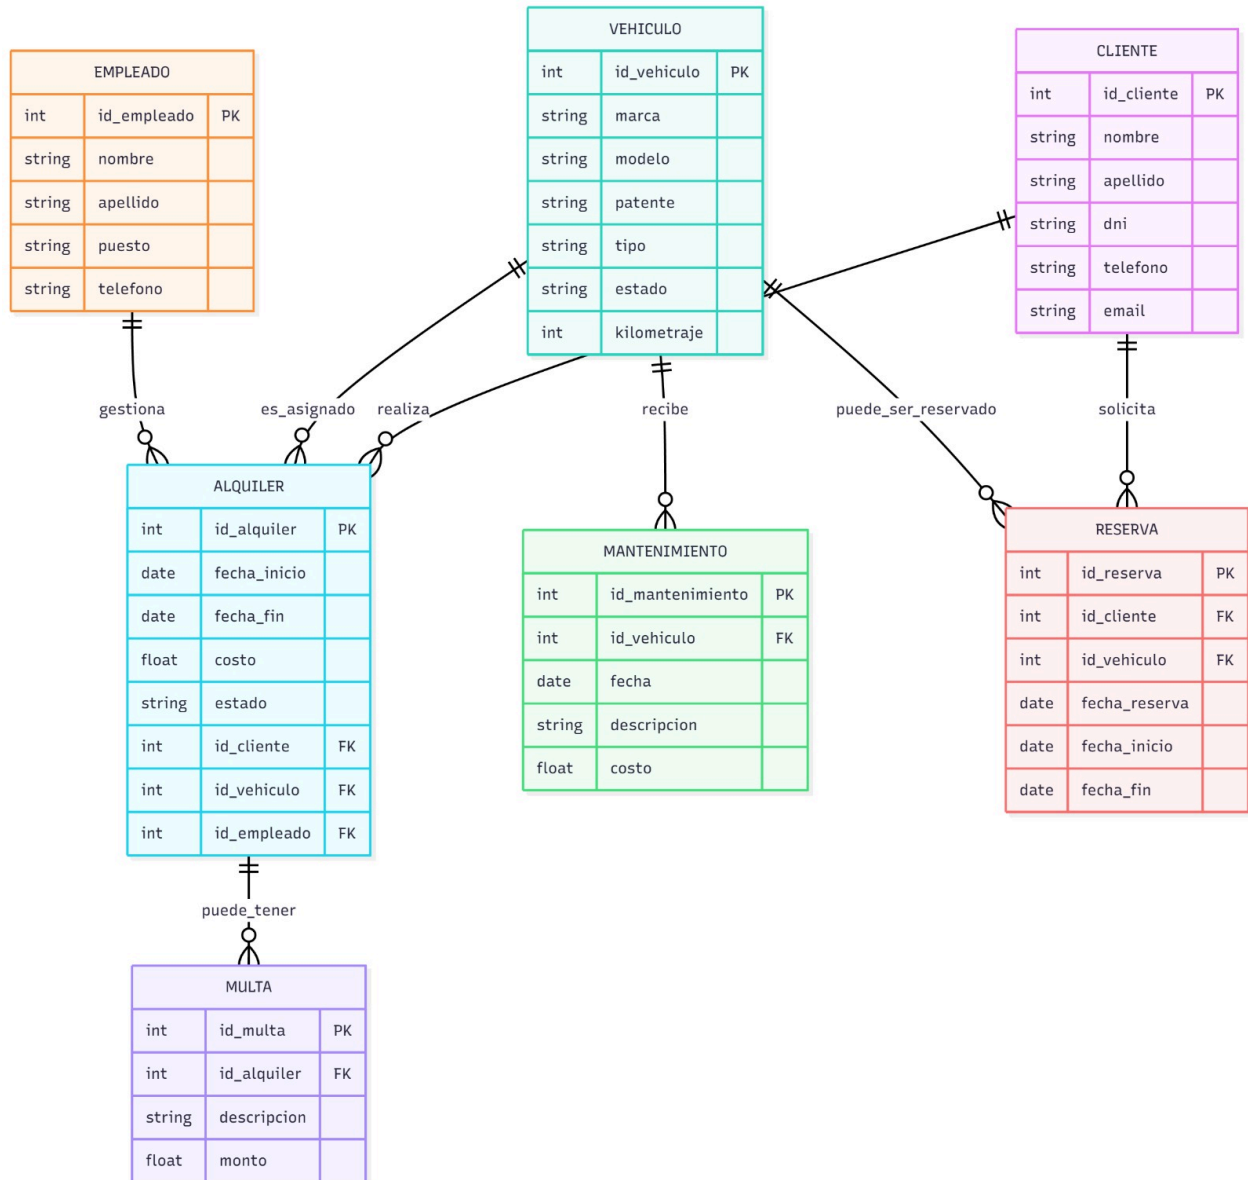 EMPLEADO
int id_empleado PK
string nombre
string apellido
string puesto
string telefono
VEHICULO
int id_vehiculo PK
string marca
string modelo
string patente
string tipo
string estado
int kilometraje
CLIENTE
int id_cliente PK
string nombre
string apellido
string dni
string telefono
string email
gestiona
es_asignado
realiza
recibe
puede_ser_reservado
solicita
ALQUILER
int id_alquiler PK
date fecha_inicio
date fecha_fin
float costo
string estado
int id_cliente FK
int id_vehiculo FK
int id_empleado FK
MANTENIMIENTO
int id_mantenimiento PK
int id_vehiculo FK
date fecha
string descripcion
float costo
RESERVA
int id_reserva PK
int id_cliente FK
int id_vehiculo FK
date fecha_reserva
date fecha_inicio
date fecha_fin
puede_tener
MULTA
int id_multa PK
int id_alquiler FK
string descripcion
float monto